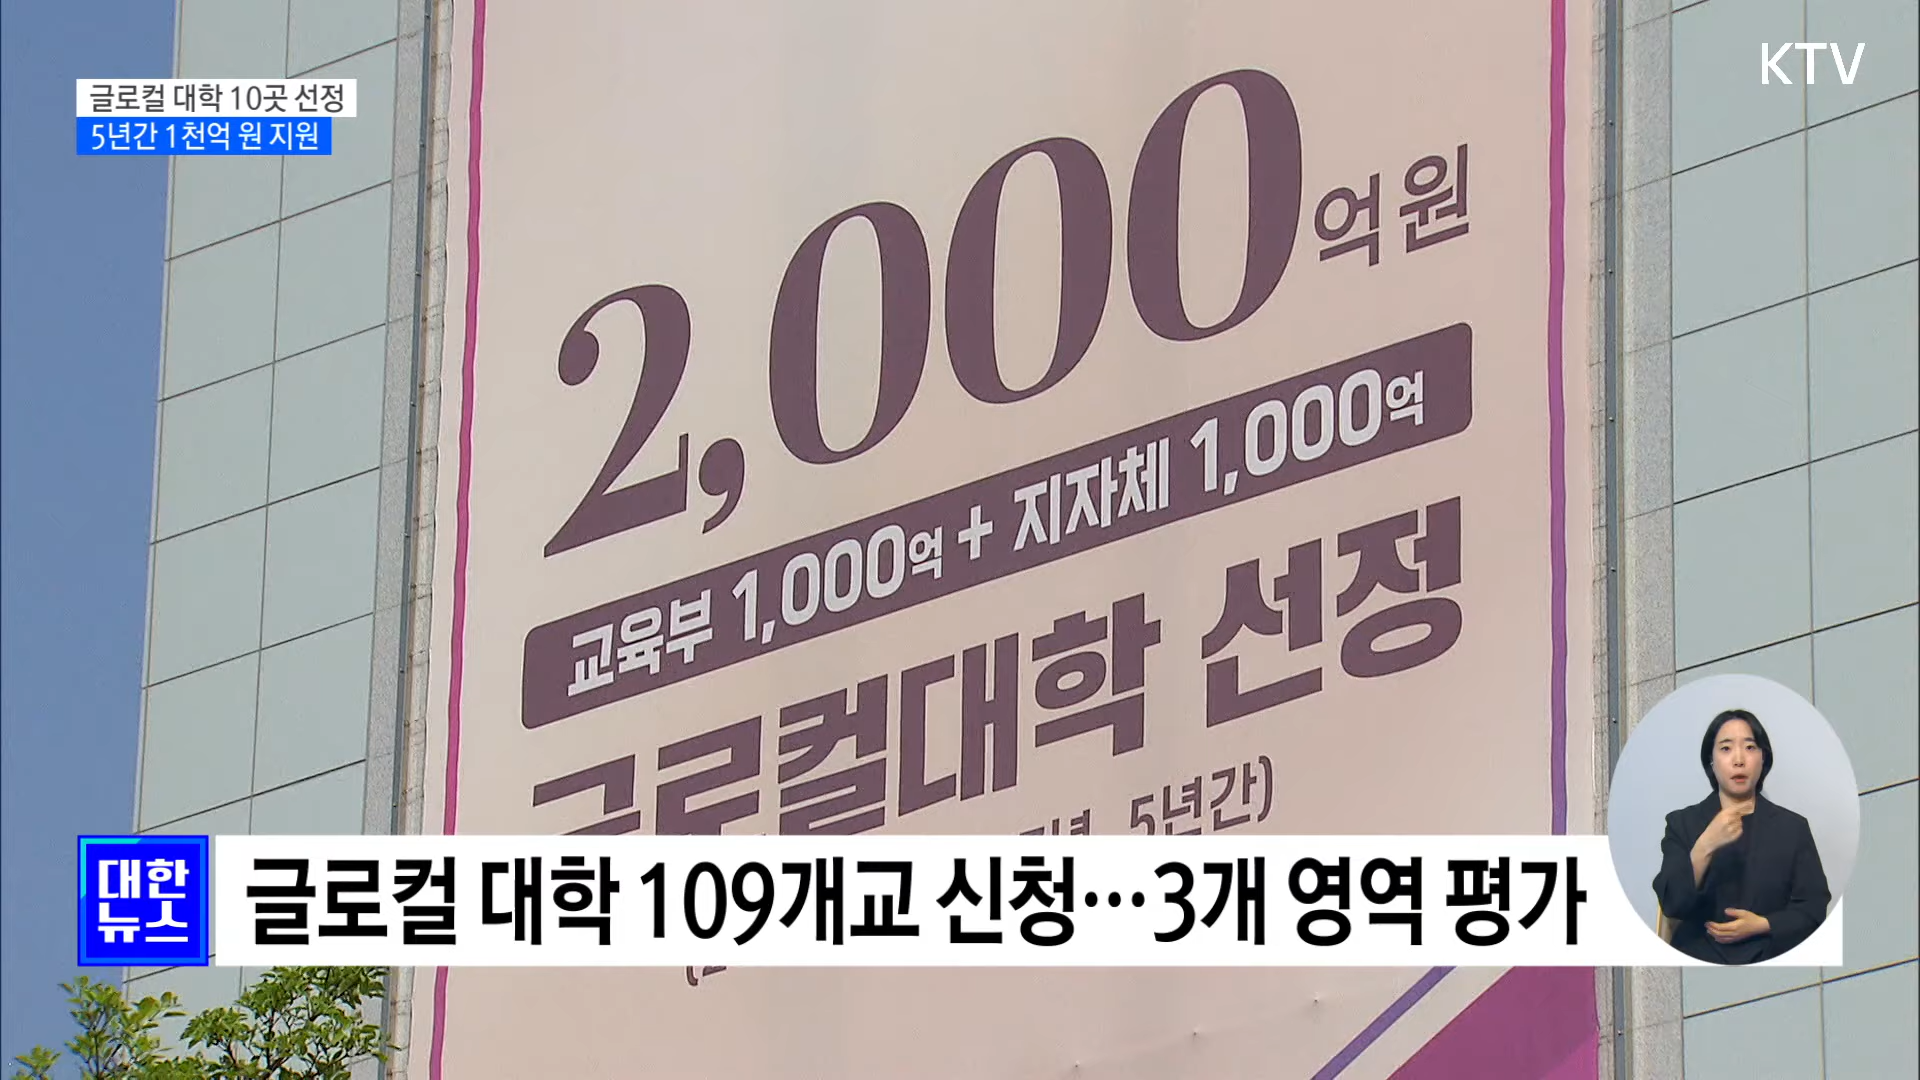 KTV
글로컬 대학 10곳 선정
5년간 1천억 원 지원
2,000억원
교육부 1,000억 + 지자체 1,000억
글로컬대학 선정
5년간)
대한
뉴스
글로컬 대학 109개교 신청…3개 영역 평가